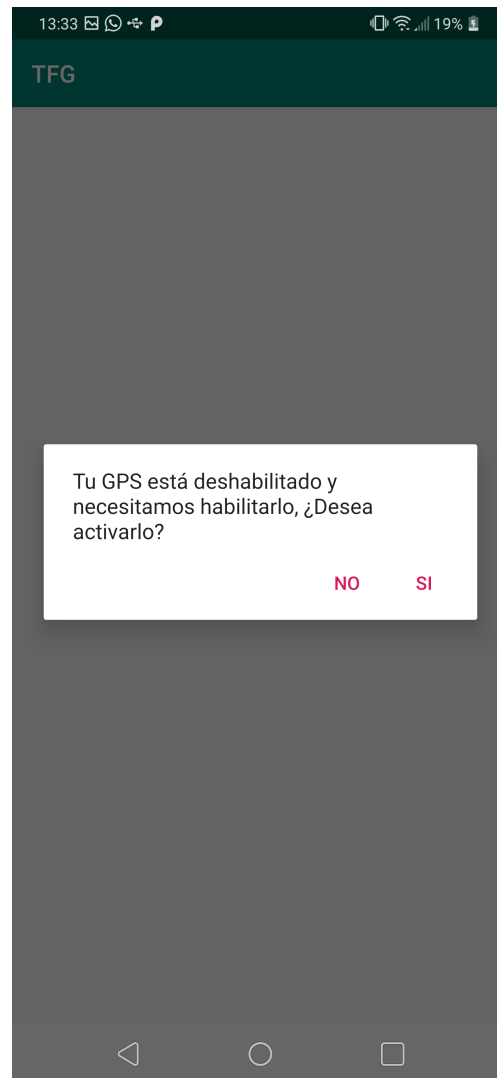 13:33 19%
TFG
Tu GPS está deshabilitado y
necesitamos habilitarlo, ¿Desea
activarlo?
NO SI